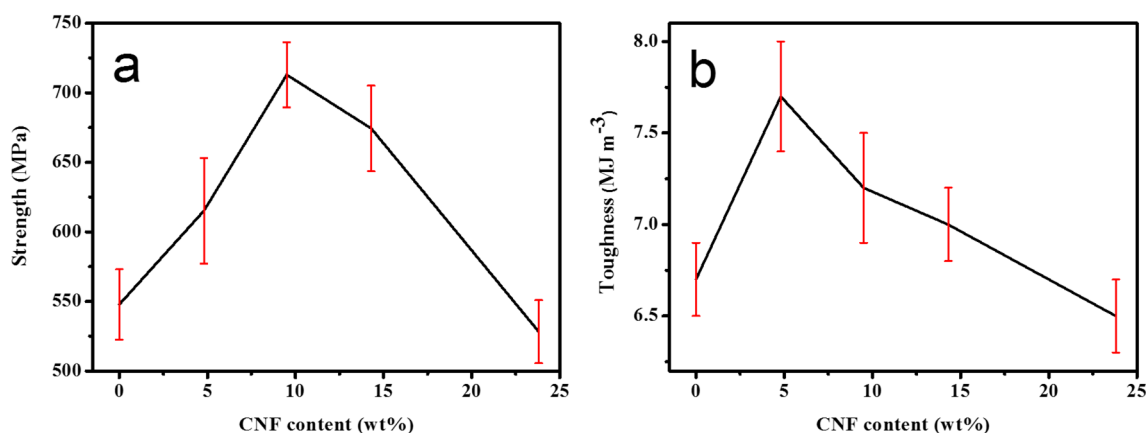 a
750
700
650
600
550
500
Strength (MPa)
0 5 10 15 20 25
CNF content (wt%)
b
8.0
7.5
7.0
6.5
Toughness (MJ m⁻³)
0 5 10 15 20 25
CNF content (wt%)